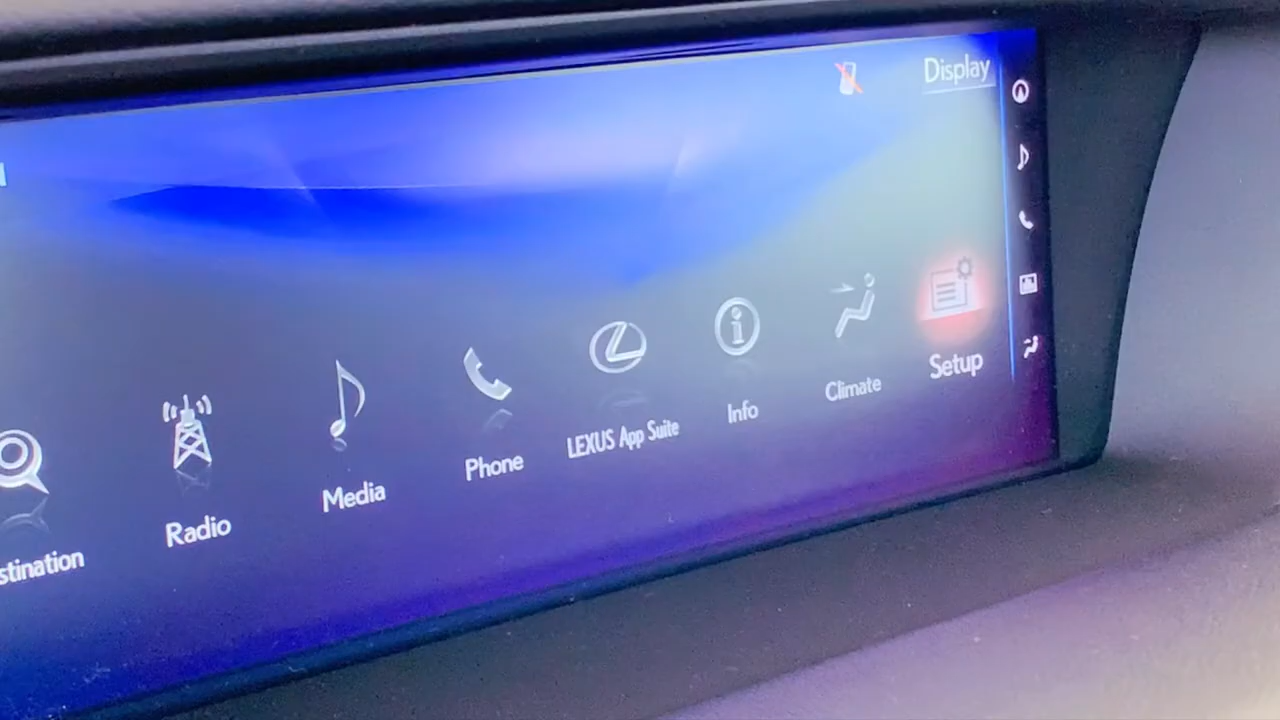 Display
stination
Radio
Media
Phone
LEXUS App Suite
Info
Climate
Setup